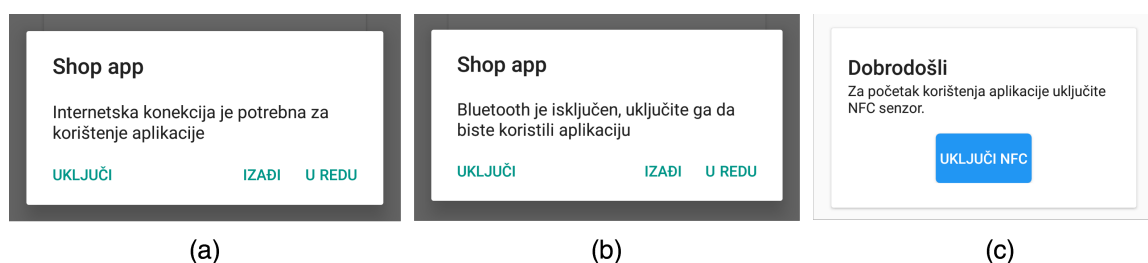 Shop app
Internetska konekcija je potrebna za
korištenje aplikacije
UKLJUČI IZAĐI U REDU
(a)
Shop app
Bluetooth je isključen, uključite ga da
biste koristili aplikaciju
UKLJUČI IZAĐI U REDU
(b)
Dobrodošli
Za početak korištenja aplikacije uključite
NFC senzor.
UKLJUČI NFC
(c)